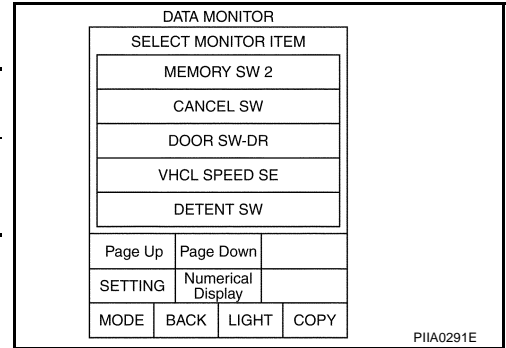 DATA MONITOR
SELECT MONITOR ITEM
MEMORY SW 2
CANCEL SW
DOOR SW-DR
VHCL SPEED SE
DETENT SW
Page Up Page Down
SETTING Numerical
Display
MODE BACK LIGHT COPY
PIIA0291E